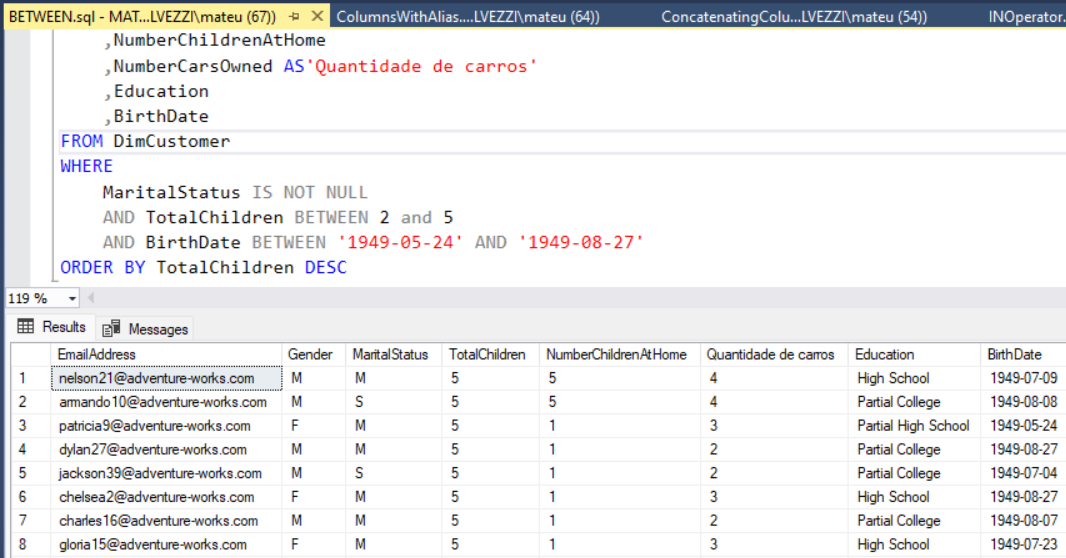 BETWEEN.sql - MAT...LVEZZI\mateu (67)) ColumnsWithAlias....LVEZZI\mateu (64)) ConcatenatingColu...LVEZZI\mateu (54)) INOperator.
,NumberChildrenAtHome
,NumberCarsOwned AS'Quantidade de carros'
,Education
,BirthDate
FROM DimCustomer
WHERE
MaritalStatus IS NOT NULL
AND TotalChildren BETWEEN 2 and 5
AND BirthDate BETWEEN '1949-05-24' AND '1949-08-27'
ORDER BY TotalChildren DESC
119 %
Results Messages
EmailAddress Gender MaritalStatus TotalChildren NumberChildrenAtHome Quantidade de carros Education BirthDate
1 nelson21@adventure-works.com M M 5 5 4 High School 1949-07-09
2 armando10@adventure-works.com M S 5 5 4 Partial College 1949-08-08
3 patricia9@adventure-works.com F M 5 1 3 Partial High School 1949-05-24
4 dylan27@adventure-works.com M M 5 1 2 Partial College 1949-08-27
5 jackson39@adventure-works.com M S 5 1 2 Partial College 1949-07-04
6 chelsea2@adventure-works.com F M 5 1 3 High School 1949-08-27
7 charles16@adventure-works.com M M 5 1 2 Partial College 1949-08-07
8 gloria15@adventure-works.com F M 5 1 3 High School 1949-07-23